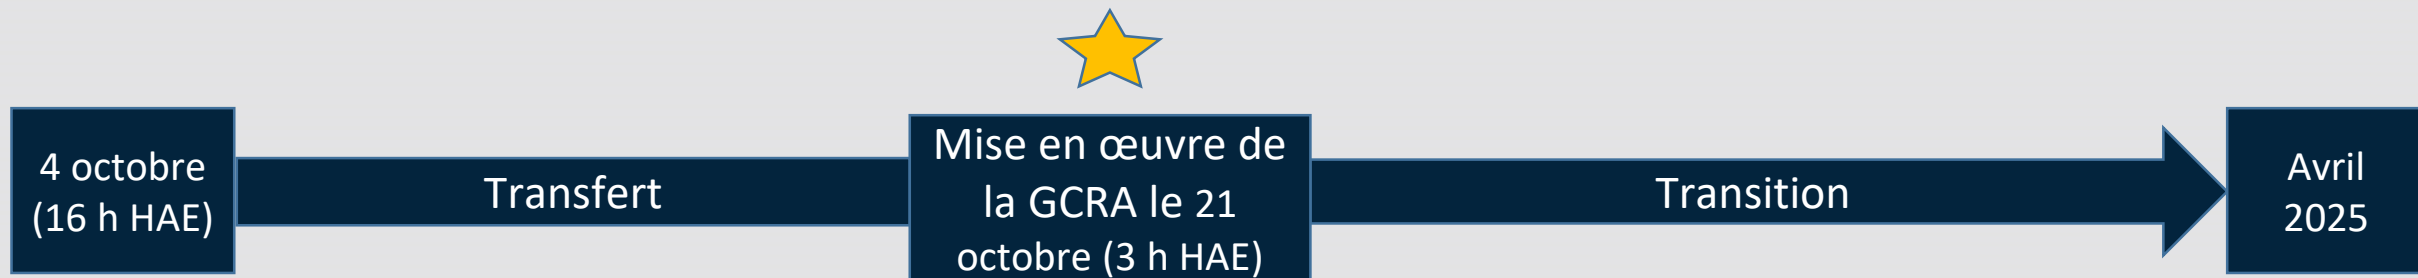 4 octobre
(16 h HAE)
Transfert
Mise en œuvre de
la GCRA le 21
octobre (3 h HAE)
Transition
Avril
2025